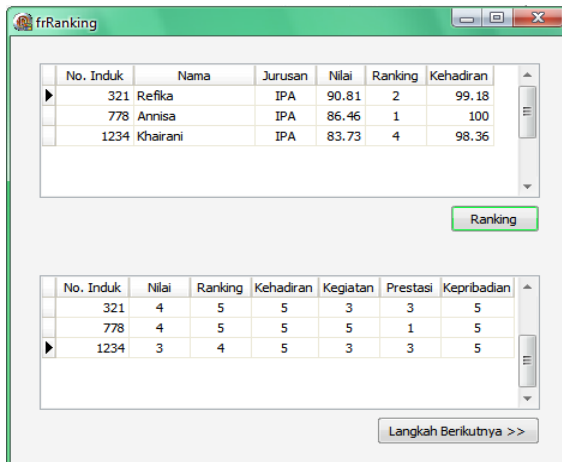 frRanking
No. Induk Nama Jurusan Nilai Ranking Kehadiran
321 Refika IPA 90.81 2 99.18
778 Annisa IPA 86.46 1 100
1234 Khairani IPA 83.73 4 98.36
Ranking
No. Induk Nilai Ranking Kehadiran Kegiatan Prestasi Kepribadian
321 4 5 5 3 3 5
778 4 5 5 5 1 5
1234 3 4 5 3 3 5
Langkah Berikutnya >>